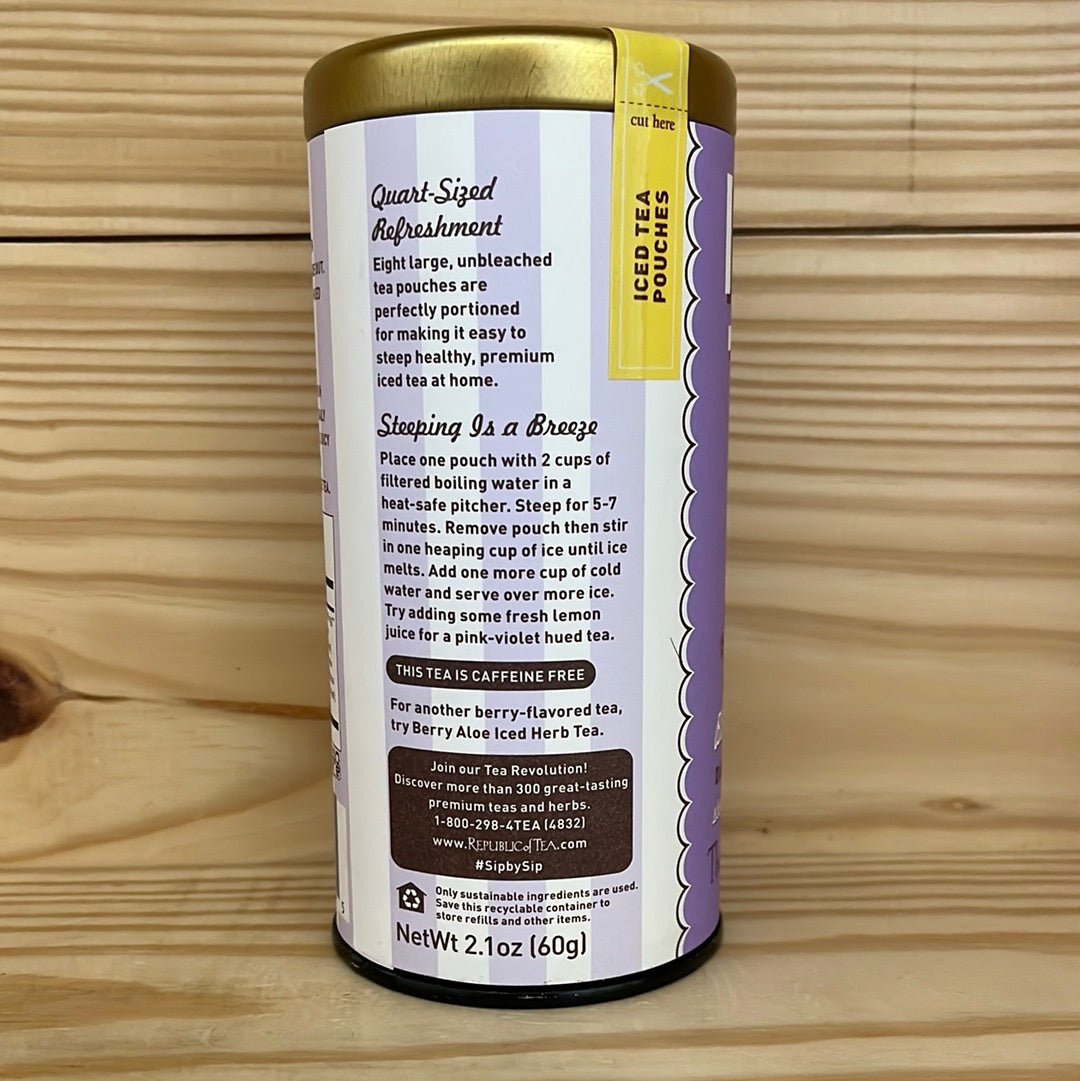 cut here
ICED TEA
POUCHES
Quart-Sized
Refreshment
Eight large, unbleached
tea pouches are
perfectly portioned
for making it easy to
steep healthy, premium
iced tea at home.
Steeping Is a Breeze
Place one pouch with 2 cups of
filtered boiling water in a
heat-safe pitcher. Steep for 5-7
minutes. Remove pouch then stir
in one heaping cup of ice until ice
melts. Add one more cup of cold
water and serve over more ice.
Try adding some fresh lemon
juice for a pink-violet hued tea.
THIS TEA IS CAFFEINE FREE
For another berry-flavored tea,
try Berry Aloe Iced Herb Tea.
Join our Tea Revolution!
Discover more than 300 great-tasting
premium teas and herbs.
1-800-298-4TEA (4832)
www.REPUBLICofTEA.com
#SipbySip
Only sustainable ingredients are used.
Save this recyclable container to
store refills and other items.
NetWt 2.1oz (60g)